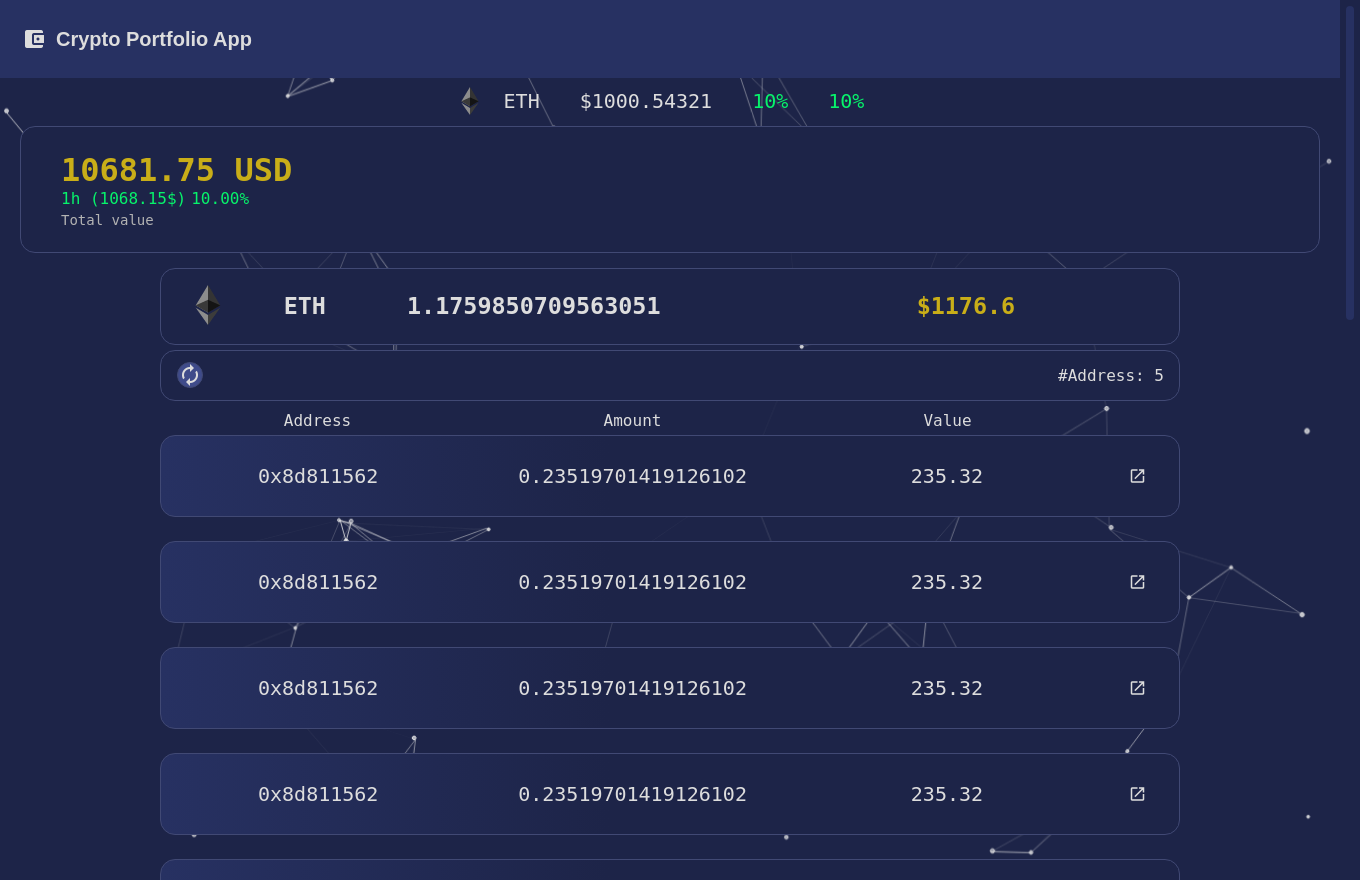 Crypto Portfolio App
ETH $1000.54321 10% 10%
10681.75 USD
1h (1068.15$) 10.00%
Total value
ETH 1.1759850709563051 $1176.6
#Address: 5
Address Amount Value
0x8d811562 0.23519701419126102 235.32
0x8d811562 0.23519701419126102 235.32
0x8d811562 0.23519701419126102 235.32
0x8d811562 0.23519701419126102 235.32